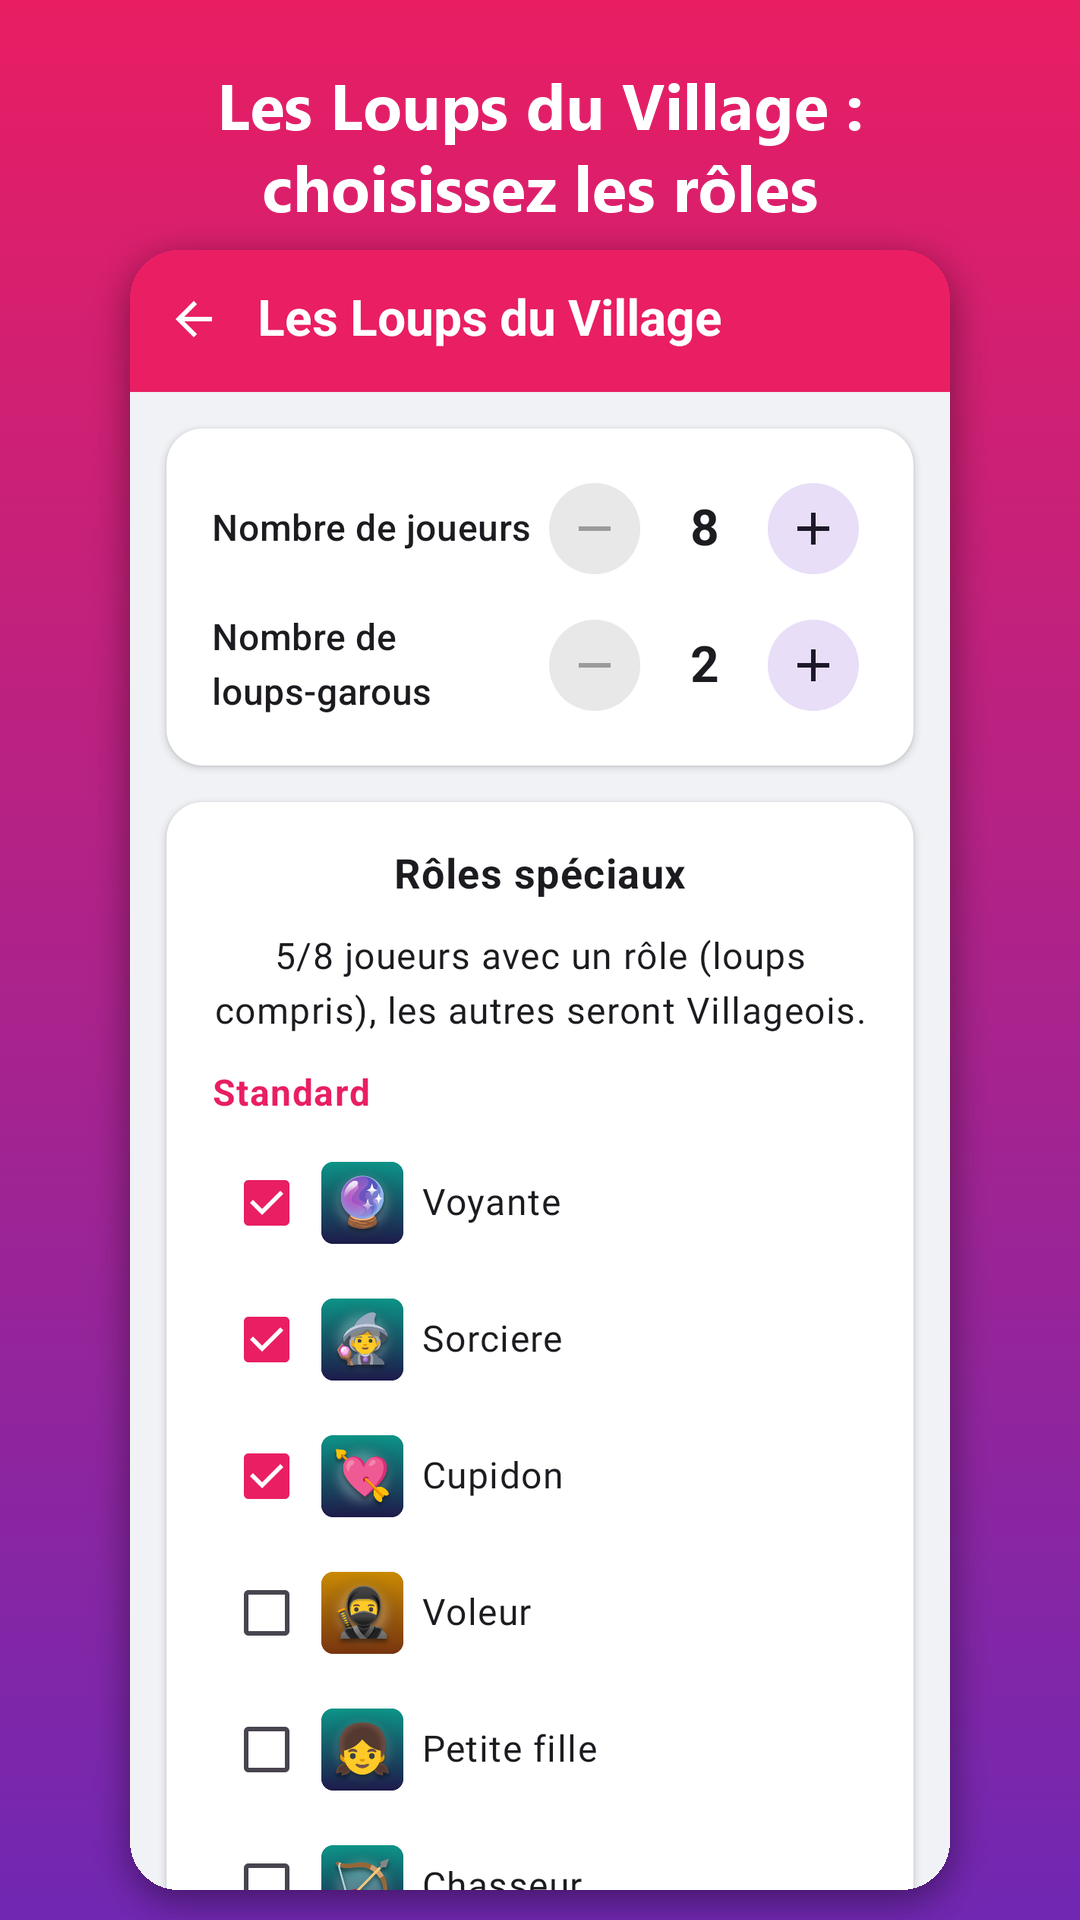 Les Loups du Village :
choisissez les rôles
Les Loups du Village
Nombre de joueurs
8
Nombre de
loups-garous
2
Rôles spéciaux
5/8 joueurs avec un rôle (loups
compris), les autres seront Villageois.
Standard
Voyante
Sorciere
Cupidon
Voleur
Petite fille
Chasseur